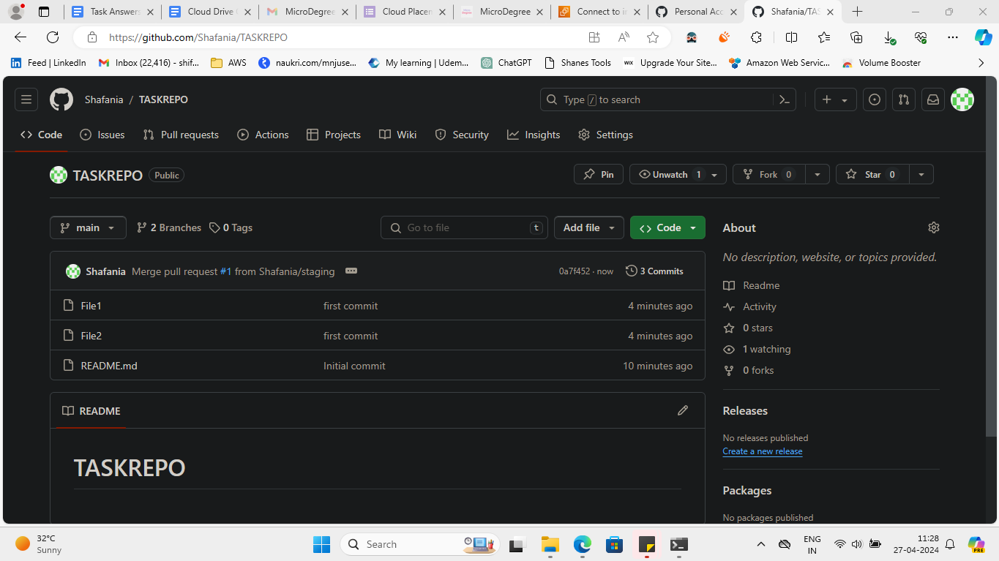 Task Answers
Cloud Drive (
MicroDegree
Cloud Placen
MicroDegree
Connect to in
Personal Acc
Shafania/TAS
https://github.com/Shafania/TASKREPO
Feed | LinkedIn
Inbox (22,416) - shif...
AWS
naukri.com/mnjuse...
My learning | Udem...
ChatGPT
Shanes Tools
WIX
Upgrade Your Site...
Amazon Web Servic...
Volume Booster
Shafania / TASKREPO
Type / to search
Code
Issues
Pull requests
Actions
Projects
Wiki
Security
Insights
Settings
TASKREPO
Public
Pin
Unwatch 1
Fork 0
Star 0
main
2 Branches
0 Tags
Go to file
t
Add file
Code
About
No description, website, or topics provided.
Shafania Merge pull request #1 from Shafania/staging
0a7f452 · now
3 Commits
File1 first commit 4 minutes ago
File2 first commit 4 minutes ago
README.md Initial commit 10 minutes ago
Readme
Activity
0 stars
1 watching
0 forks
README
TASKREPO
Releases
No releases published
Create a new release
Packages
No packages published
32°C
Sunny
Search
ENG
IN
11:28
27-04-2024
PRE